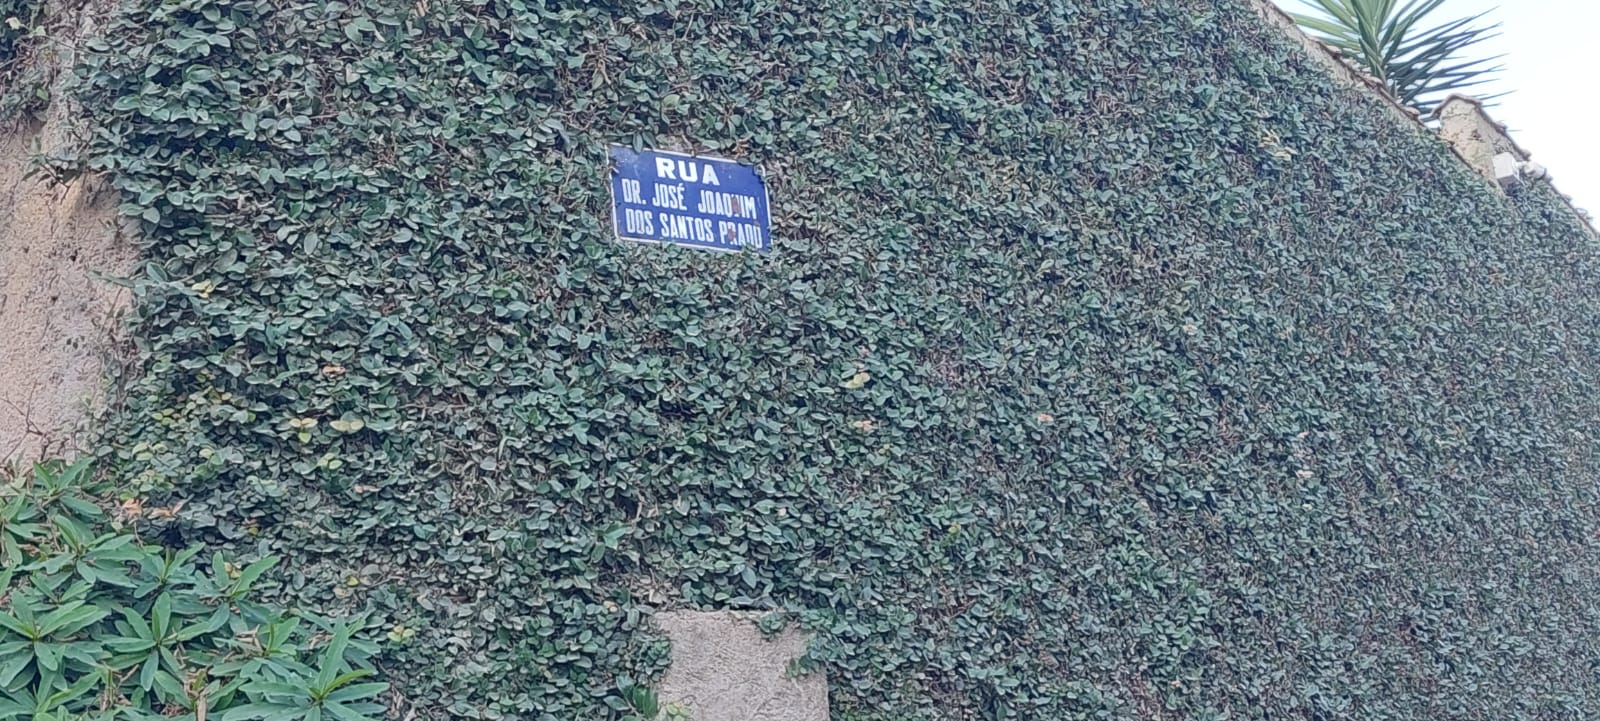 RUA
DR. JOSÉ JOAQUIM
DOS SANTOS PRADO